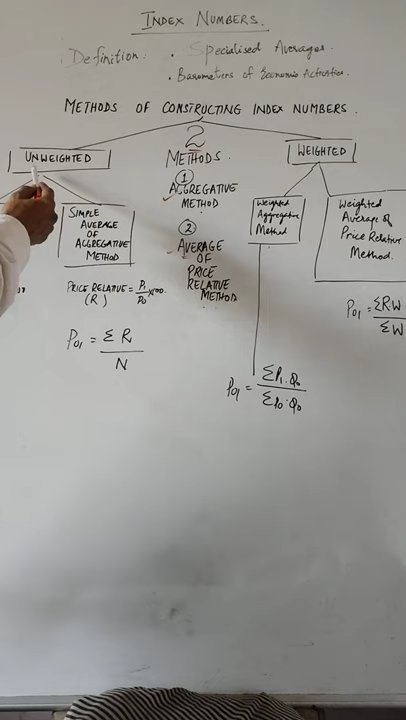 INDEX NUMBERS.
Definition: • Specialised Averages.
• Barometers of Economic Activities.
METHODS OF CONSTRUCTING INDEX NUMBERS.
2
METHODS.
UNWEIGHTED
WEIGHTED
①
AGGREGATIVE
METHOD
②
AVERAGE
OF
PRICE
RELATIVE
METHOD
SIMPLE
AVERAGE
OF
AGGREGATIVE
METHOD
PRICE RELATIVE = P1/P0 × 100.
(R)
P01 = ΣR/N
Weighted
Aggregative
Method
P01 = ΣP1·Q0/ΣP0·Q0
Weighted
Average of
Price Relative
Method.
P01 = ΣRW/ΣW